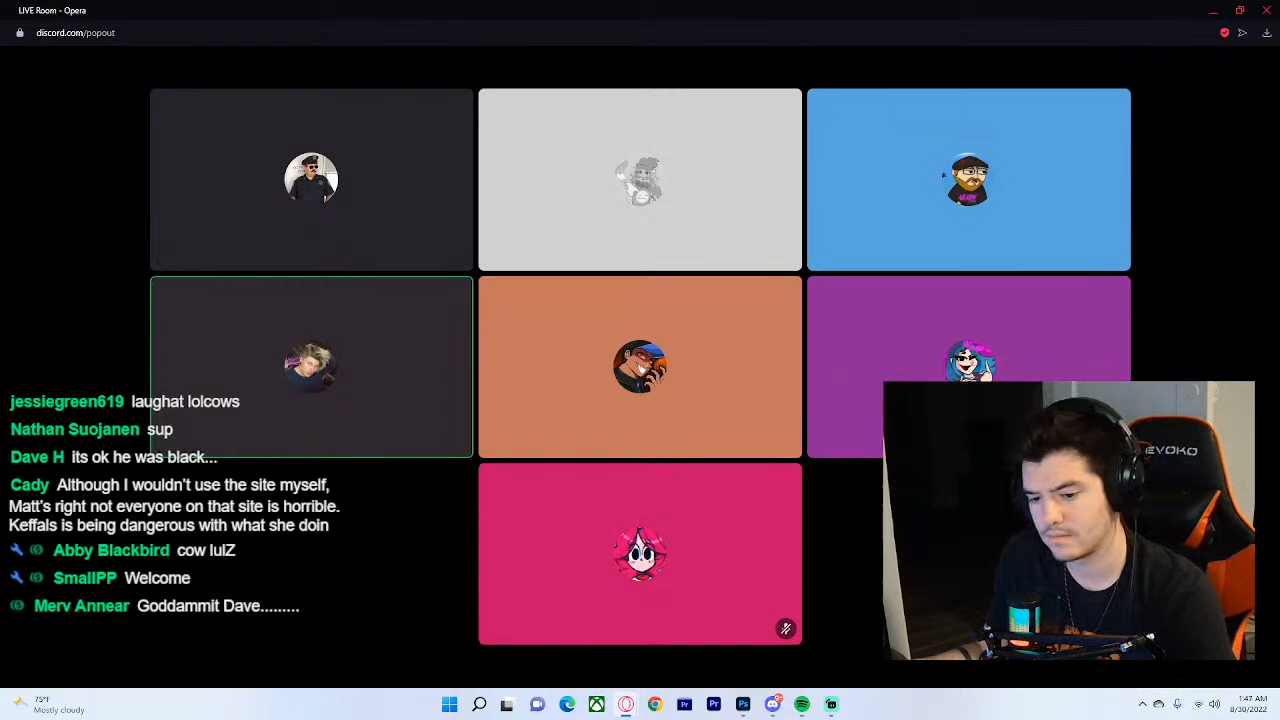 LIVE Room - Opera
discord.com/popout
jessiegreen619 laughat lolcows
Nathan Suojanen sup
Dave H its ok he was black...
Cady Although I wouldn't use the site myself,
Matt's right not everyone on that site is horrible.
Keffals is being dangerous with what she doin
Abby Blackbird cow lulZ
SmallPP Welcome
Merv Annear Goddammit Dave.........
EVOKO
75°F
Mostly cloudy
1:47 AM
8/30/2022